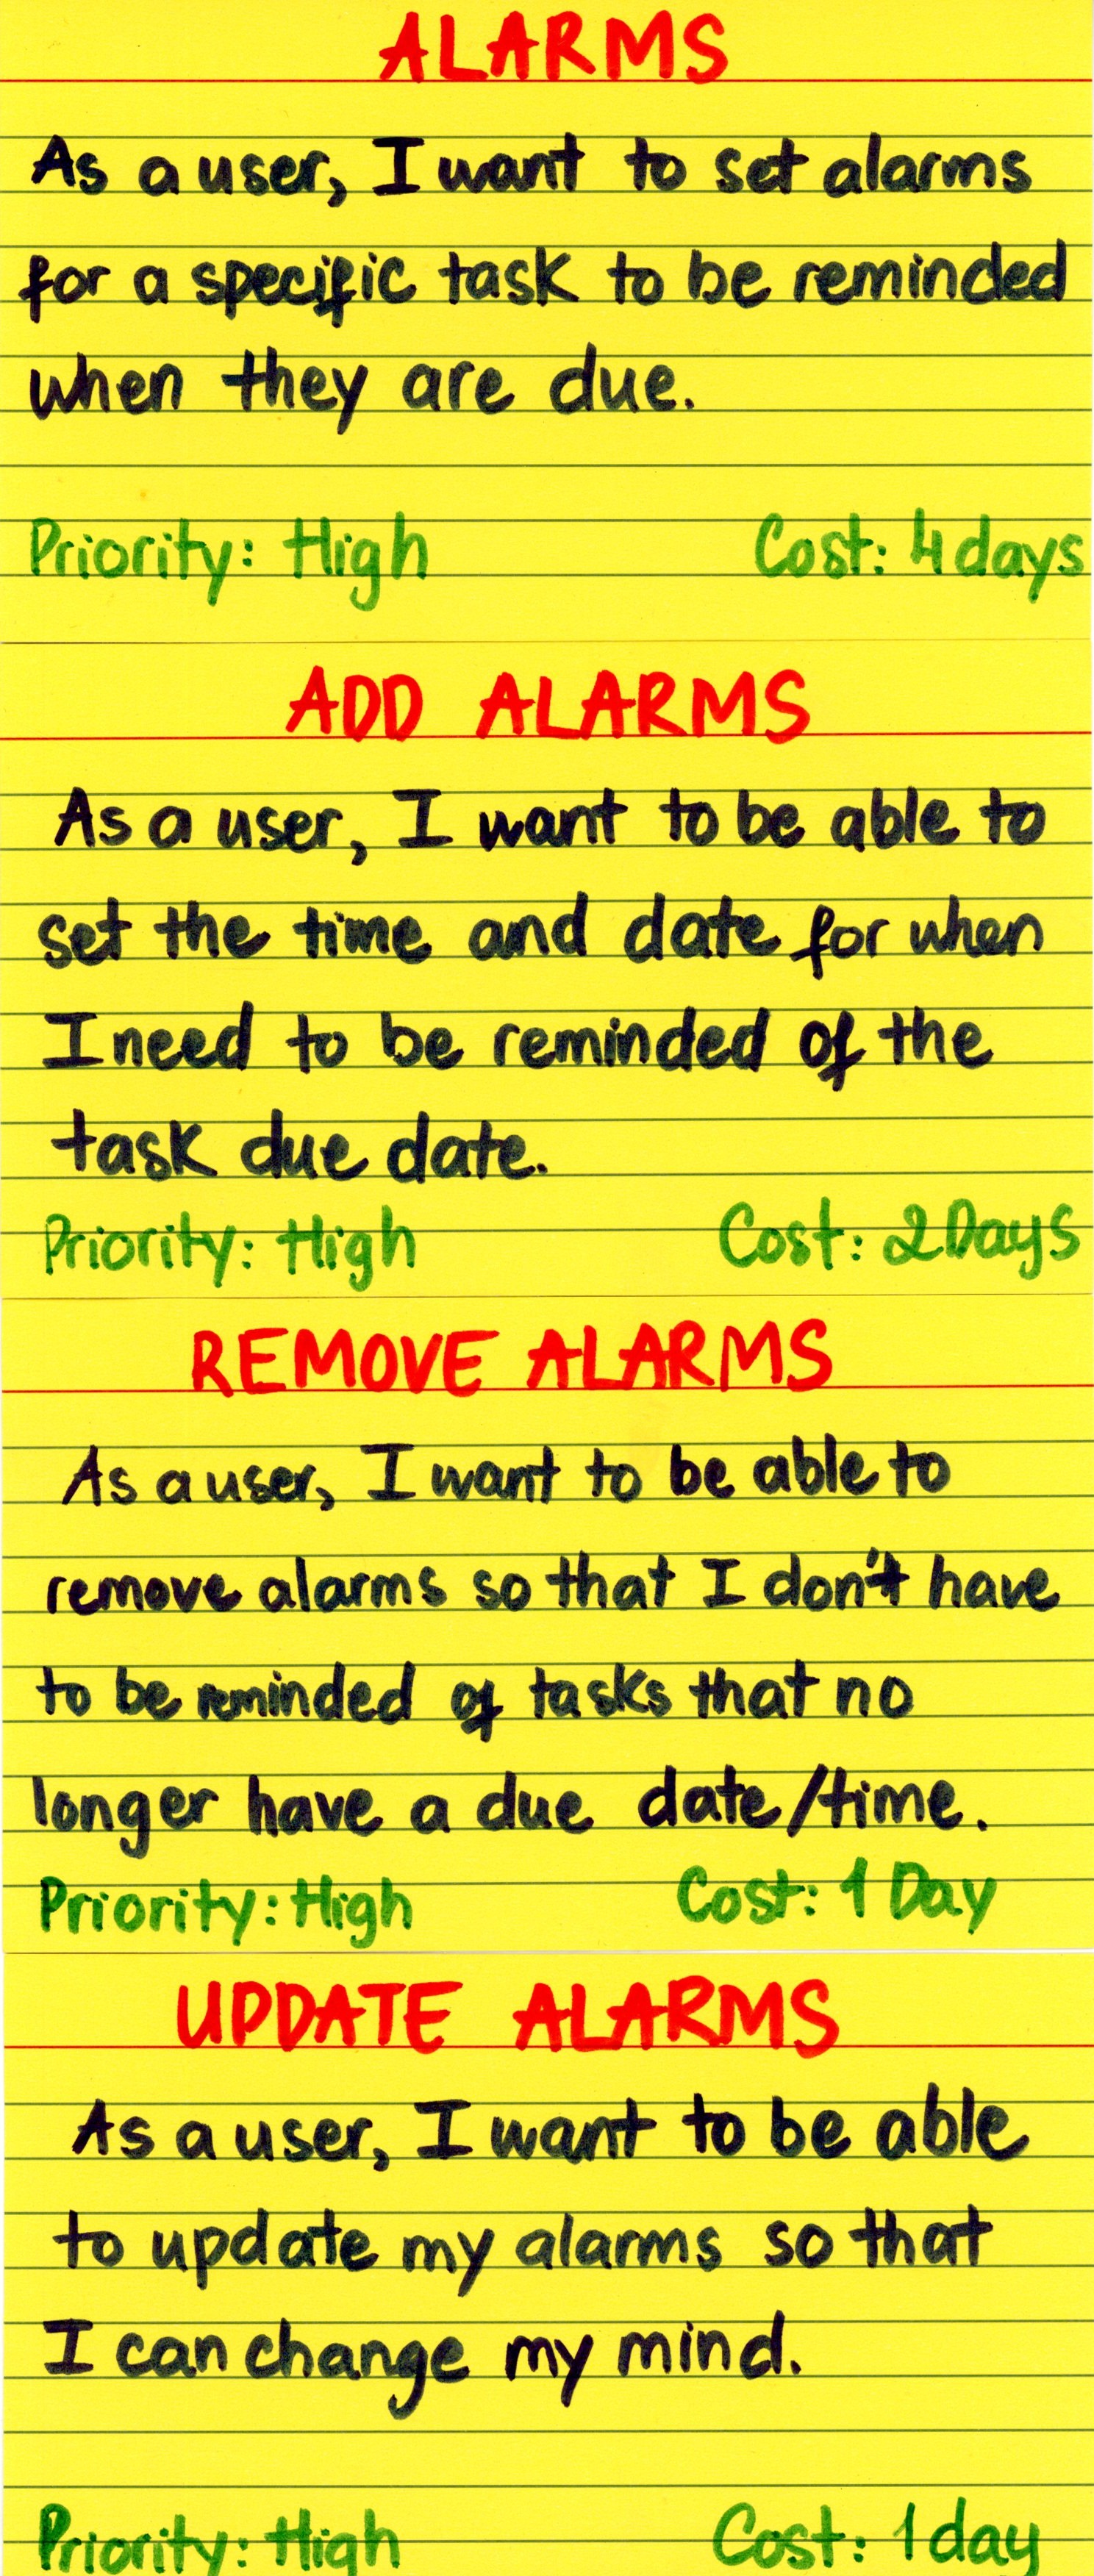 ALARMS
As a user, I want to set alarms
for a specific task to be reminded
when they are due.
Priority: High Cost: 4 days
ADD ALARMS
As a user, I want to be able to
set the time and date for when
I need to be reminded of the
task due date.
Priority: High Cost: 2 Days
REMOVE ALARMS
As a user, I want to be able to
remove alarms so that I don't have
to be reminded of tasks that no
longer have a due date/time.
Priority: High Cost: 1 Day
UPDATE ALARMS
As a user, I want to be able
to update my alarms so that
I can change my mind.
Priority: High Cost: 1 day